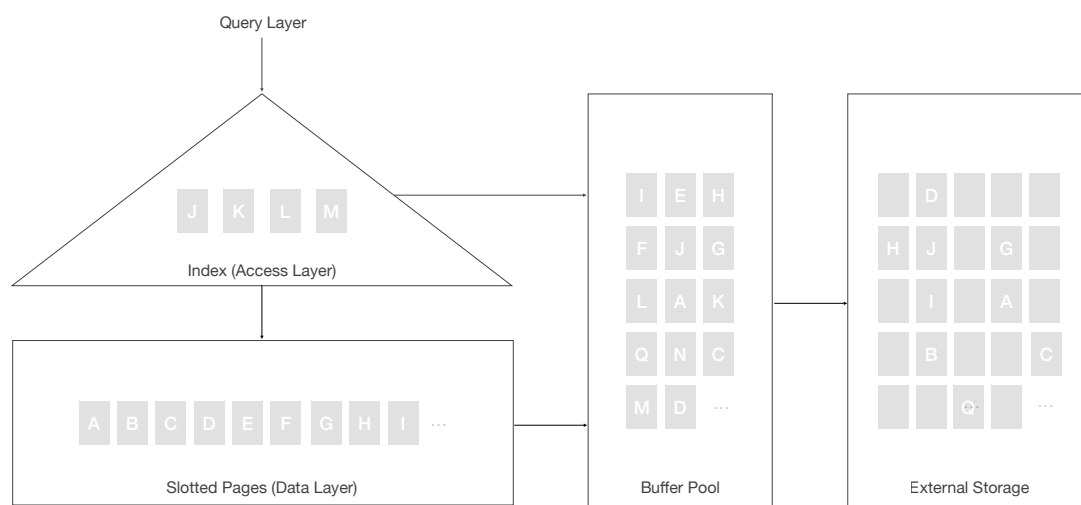 Query Layer
J K L M
Index (Access Layer)
A B C D E F G H I ...
Slotted Pages (Data Layer)
I E H
F J G
L A K
Q N C
M D ...
Buffer Pool
D
H J G
I A
B C
Q ... ...
External Storage